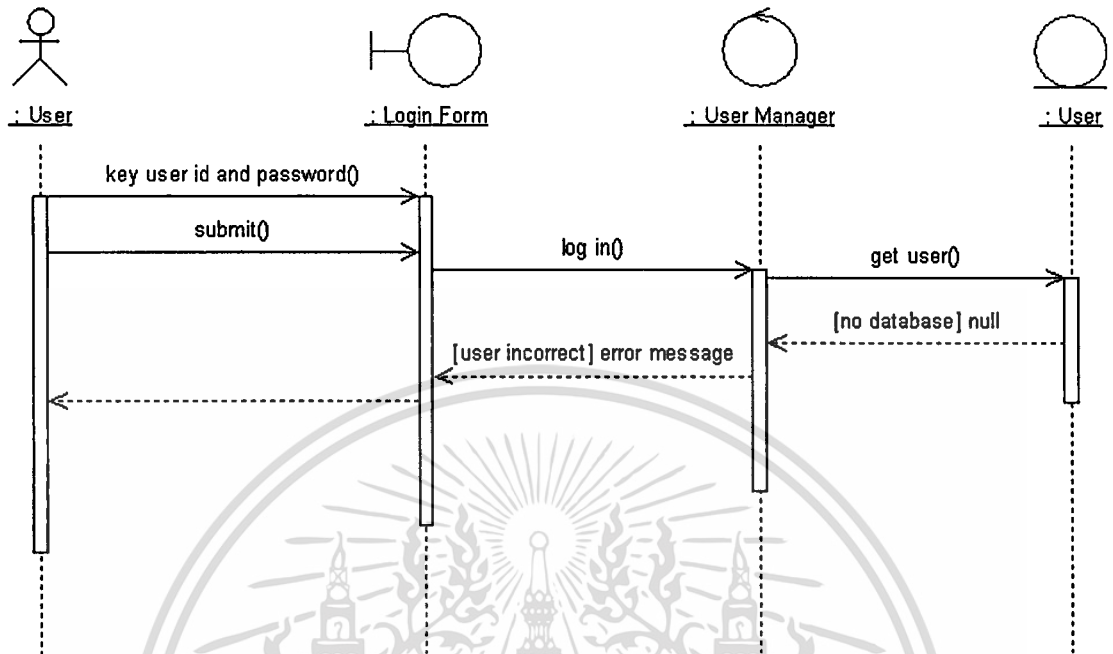 : User
: Login Form
: User Manager
: User
key user id and password()
submit()
log in()
get user()
[no database] null
[user incorrect] error message